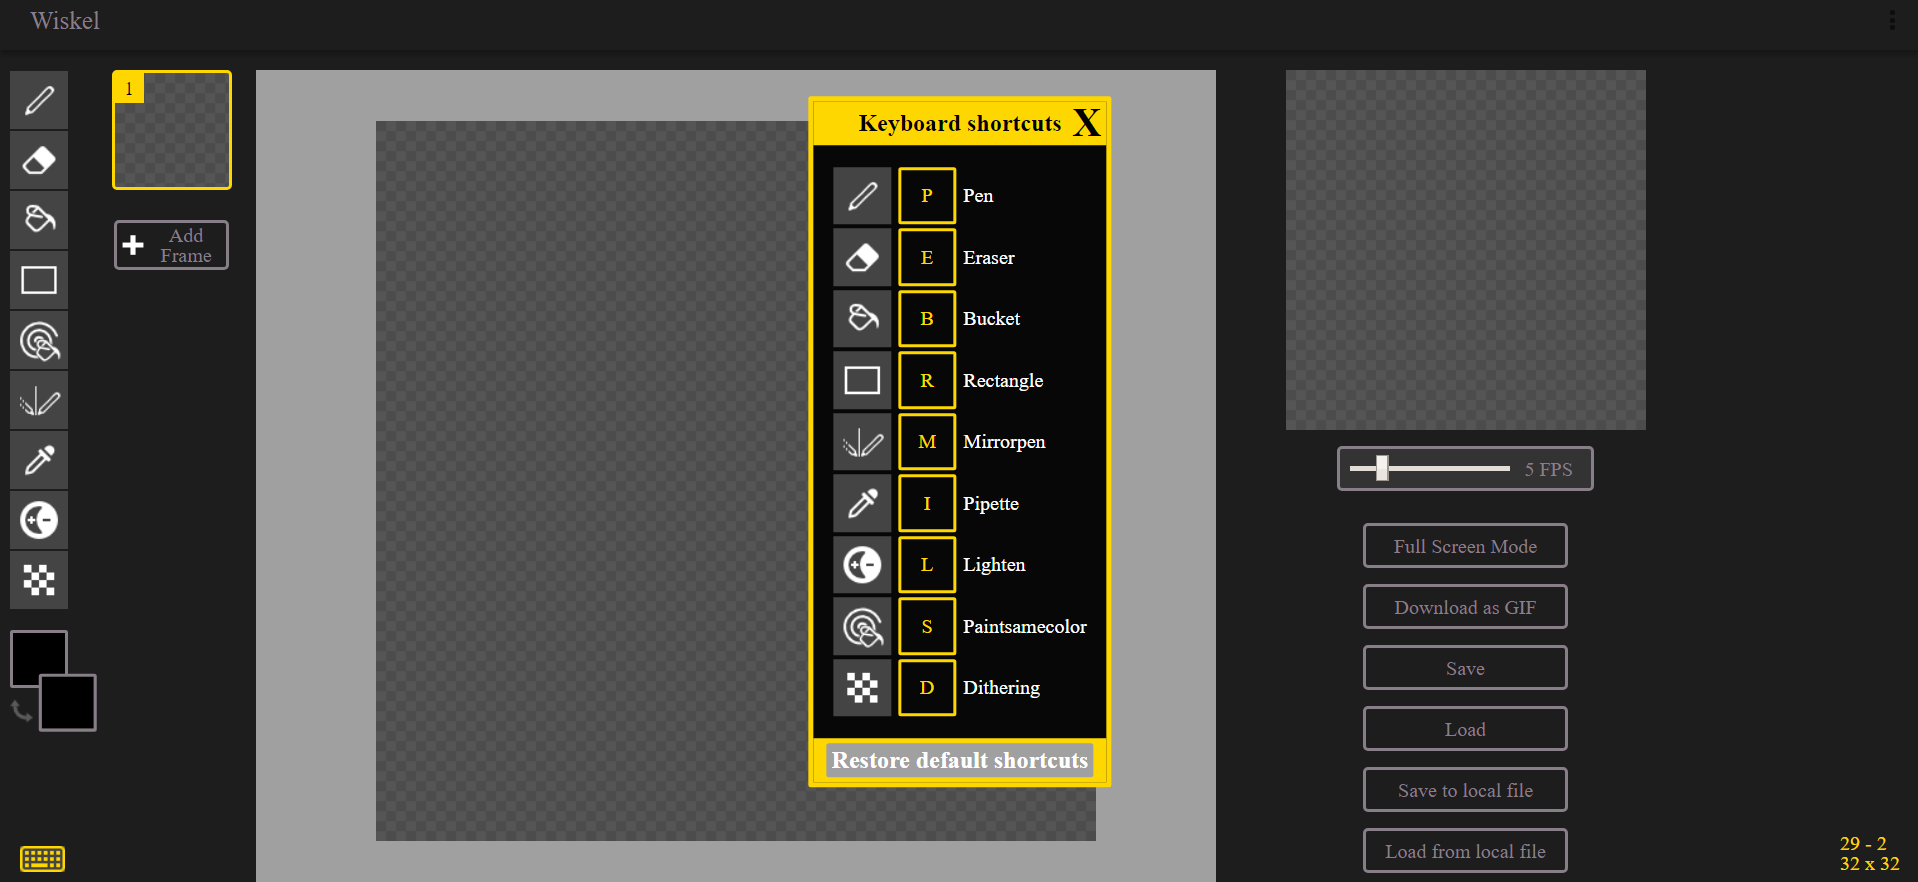 Wiskel
1
Add
Frame
Keyboard shortcuts X
P Pen
E Eraser
B Bucket
R Rectangle
M Mirrorpen
I Pipette
L Lighten
S Paintsamecolor
D Dithering
Restore default shortcuts
5 FPS
Full Screen Mode
Download as GIF
Save
Load
Save to local file
Load from local file
29 - 2
32 x 32